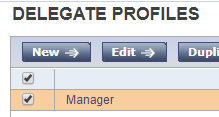 DELEGATE PROFILES
New Edit Dupli
Manager